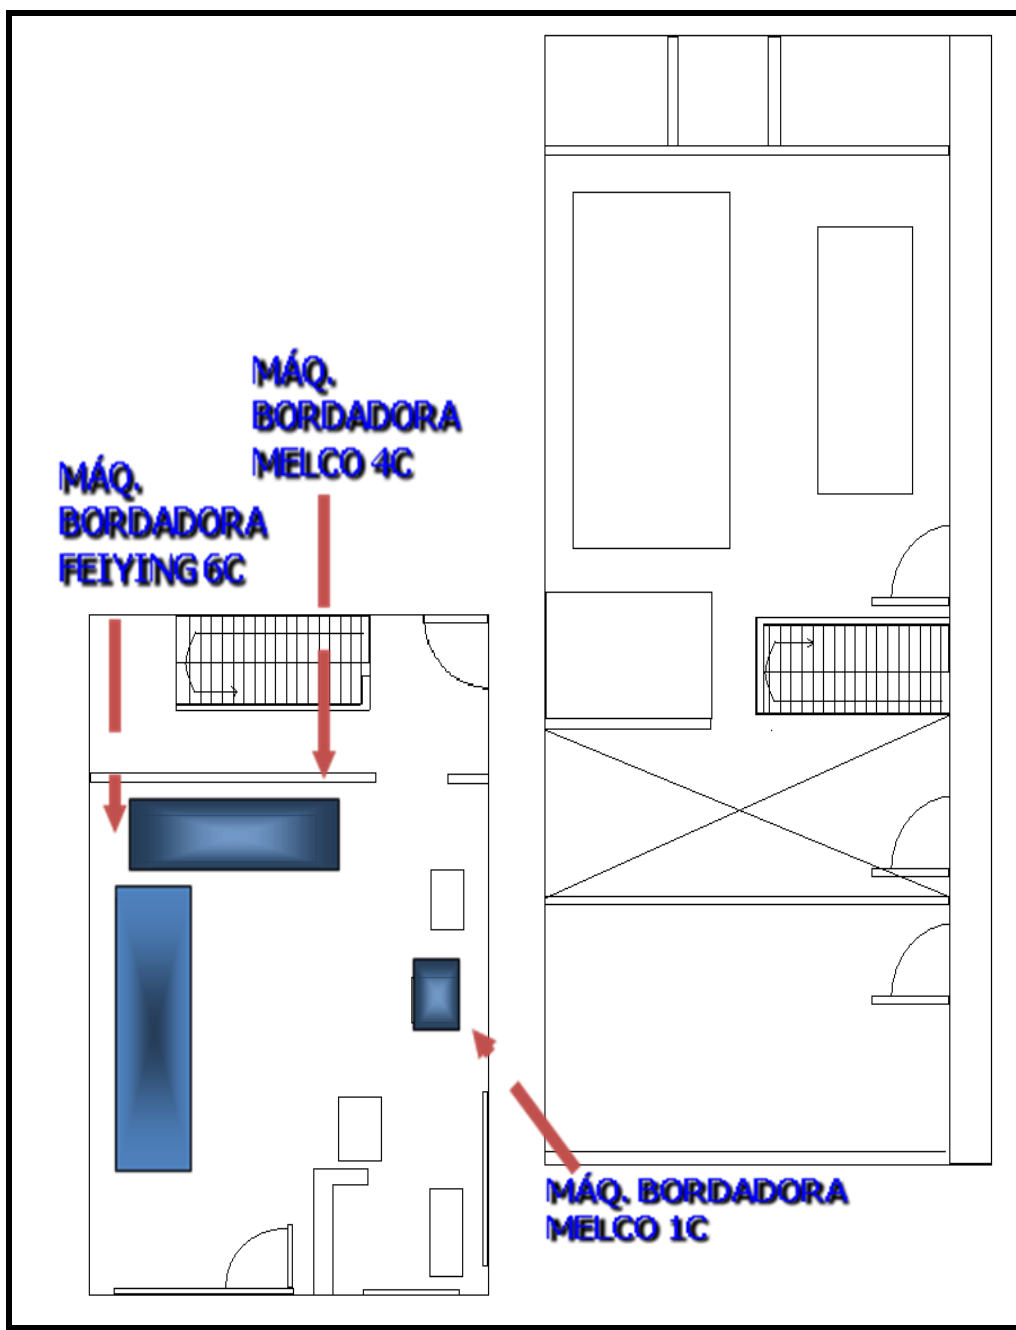 MÁQ.
BORDADORA
MELCO 4C
MÁQ.
BORDADORA
FEIYING 6C
MÁQ. BORDADORA
MELCO 1C